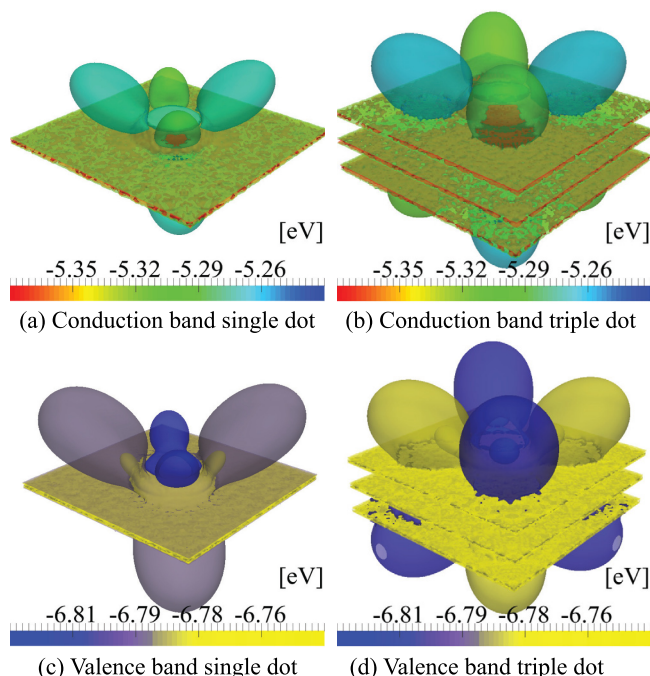 [eV] [eV]
-5.35 -5.32 -5.29 -5.26 -5.35 -5.32 -5.29 -5.26
(a) Conduction band single dot (b) Conduction band triple dot
[eV] [eV]
-6.81 -6.79 -6.78 -6.76 -6.81 -6.79 -6.78 -6.76
(c) Valence band single dot (d) Valence band triple dot